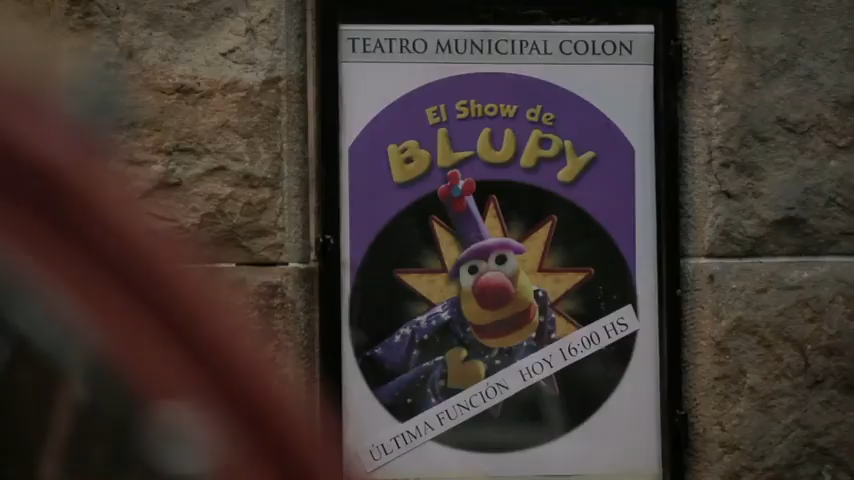 TEATRO MUNICIPAL COLON
El Show de
BLUPY
ÚLTIMA FUNCIÓN HOY 16:00 HS